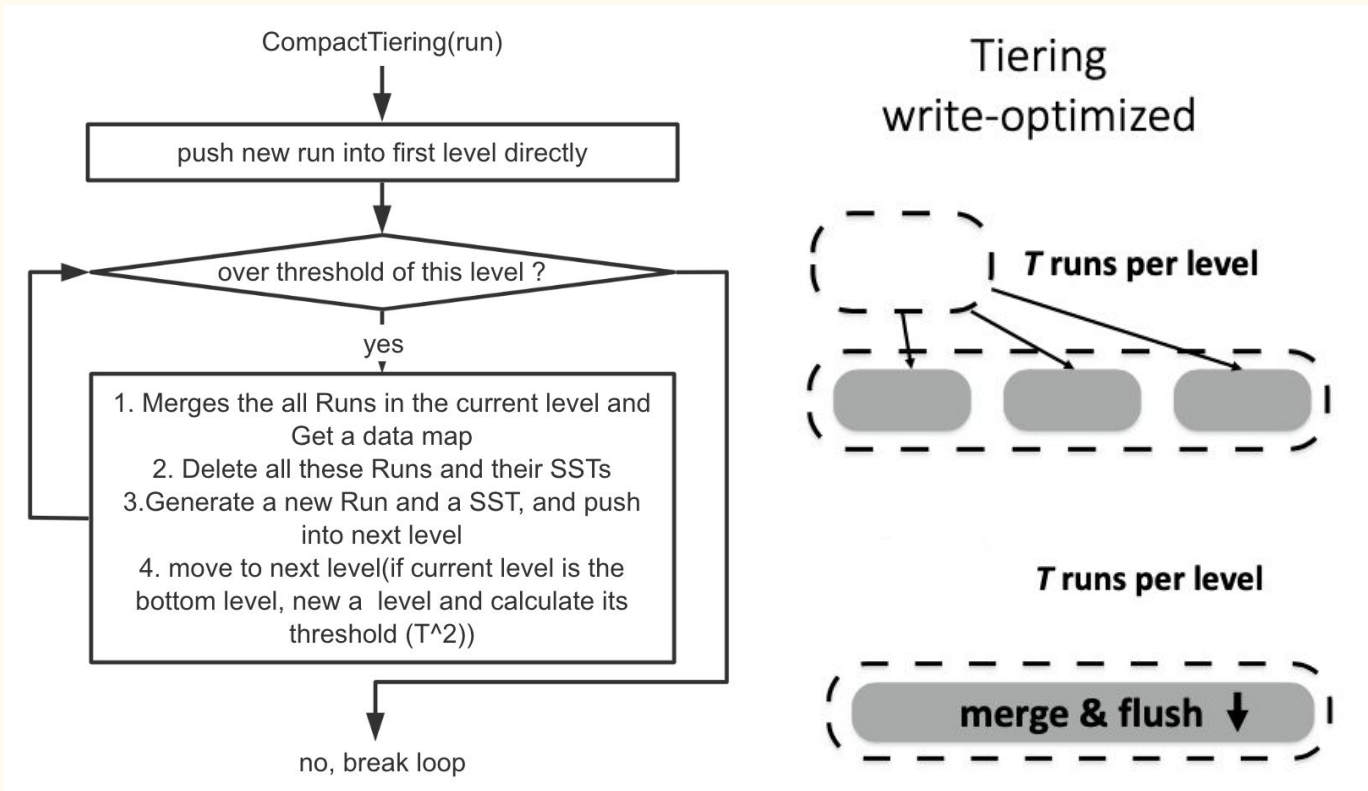 CompactTiering(run)
push new run into first level directly
over threshold of this level ?
yes
1. Merges the all Runs in the current level and
Get a data map
2. Delete all these Runs and their SSTs
3.Generate a new Run and a SST, and push
into next level
4. move to next level(if current level is the
bottom level, new a level and calculate its
threshold (T^2))
no, break loop
Tiering
write-optimized
T runs per level
T runs per level
merge & flush